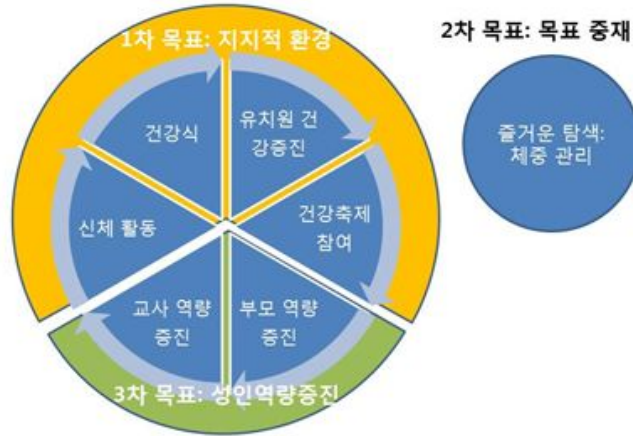 1차 목표: 지지적 환경
2차 목표: 목표 중재
건강식
유치원 건
강증진
즐거운 탐색:
체중 관리
신체 활동
건강축제
참여
교사 역량
증진
부모 역량
증진
3차 목표: 성인역량증진